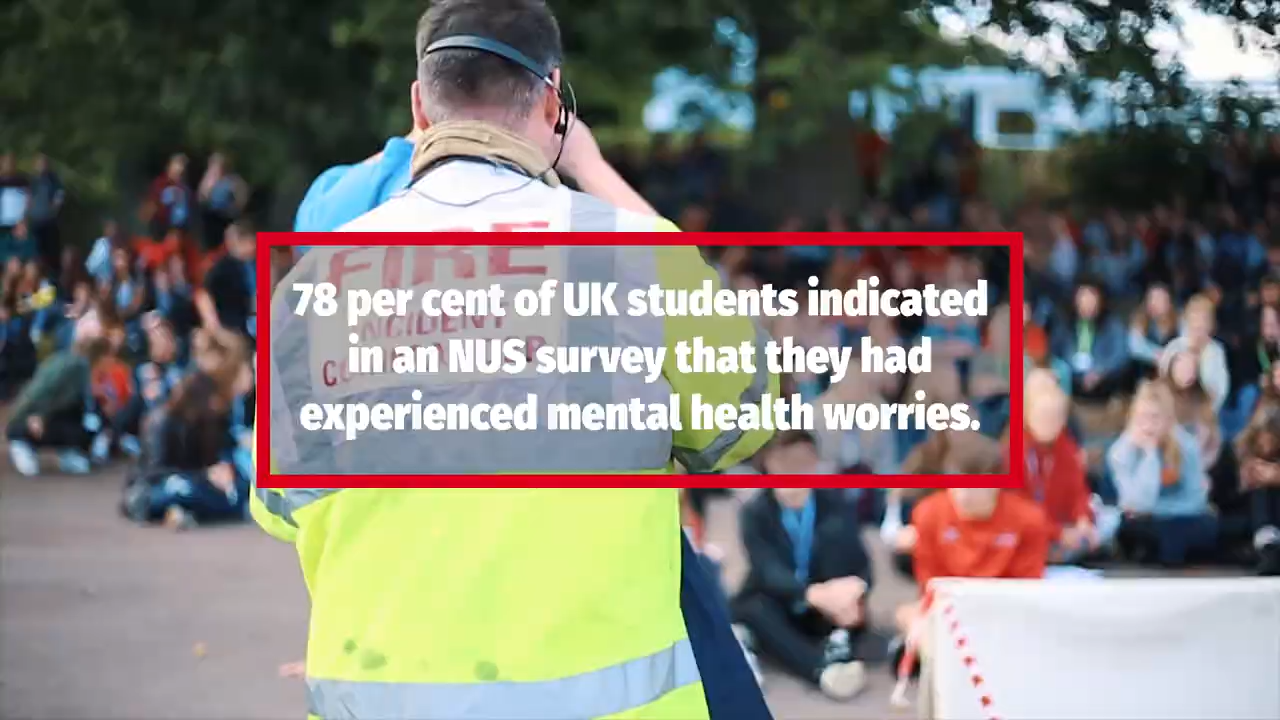 FIRE
78 per cent of UK students indicated
in an NUS survey that they had
experienced mental health worries.